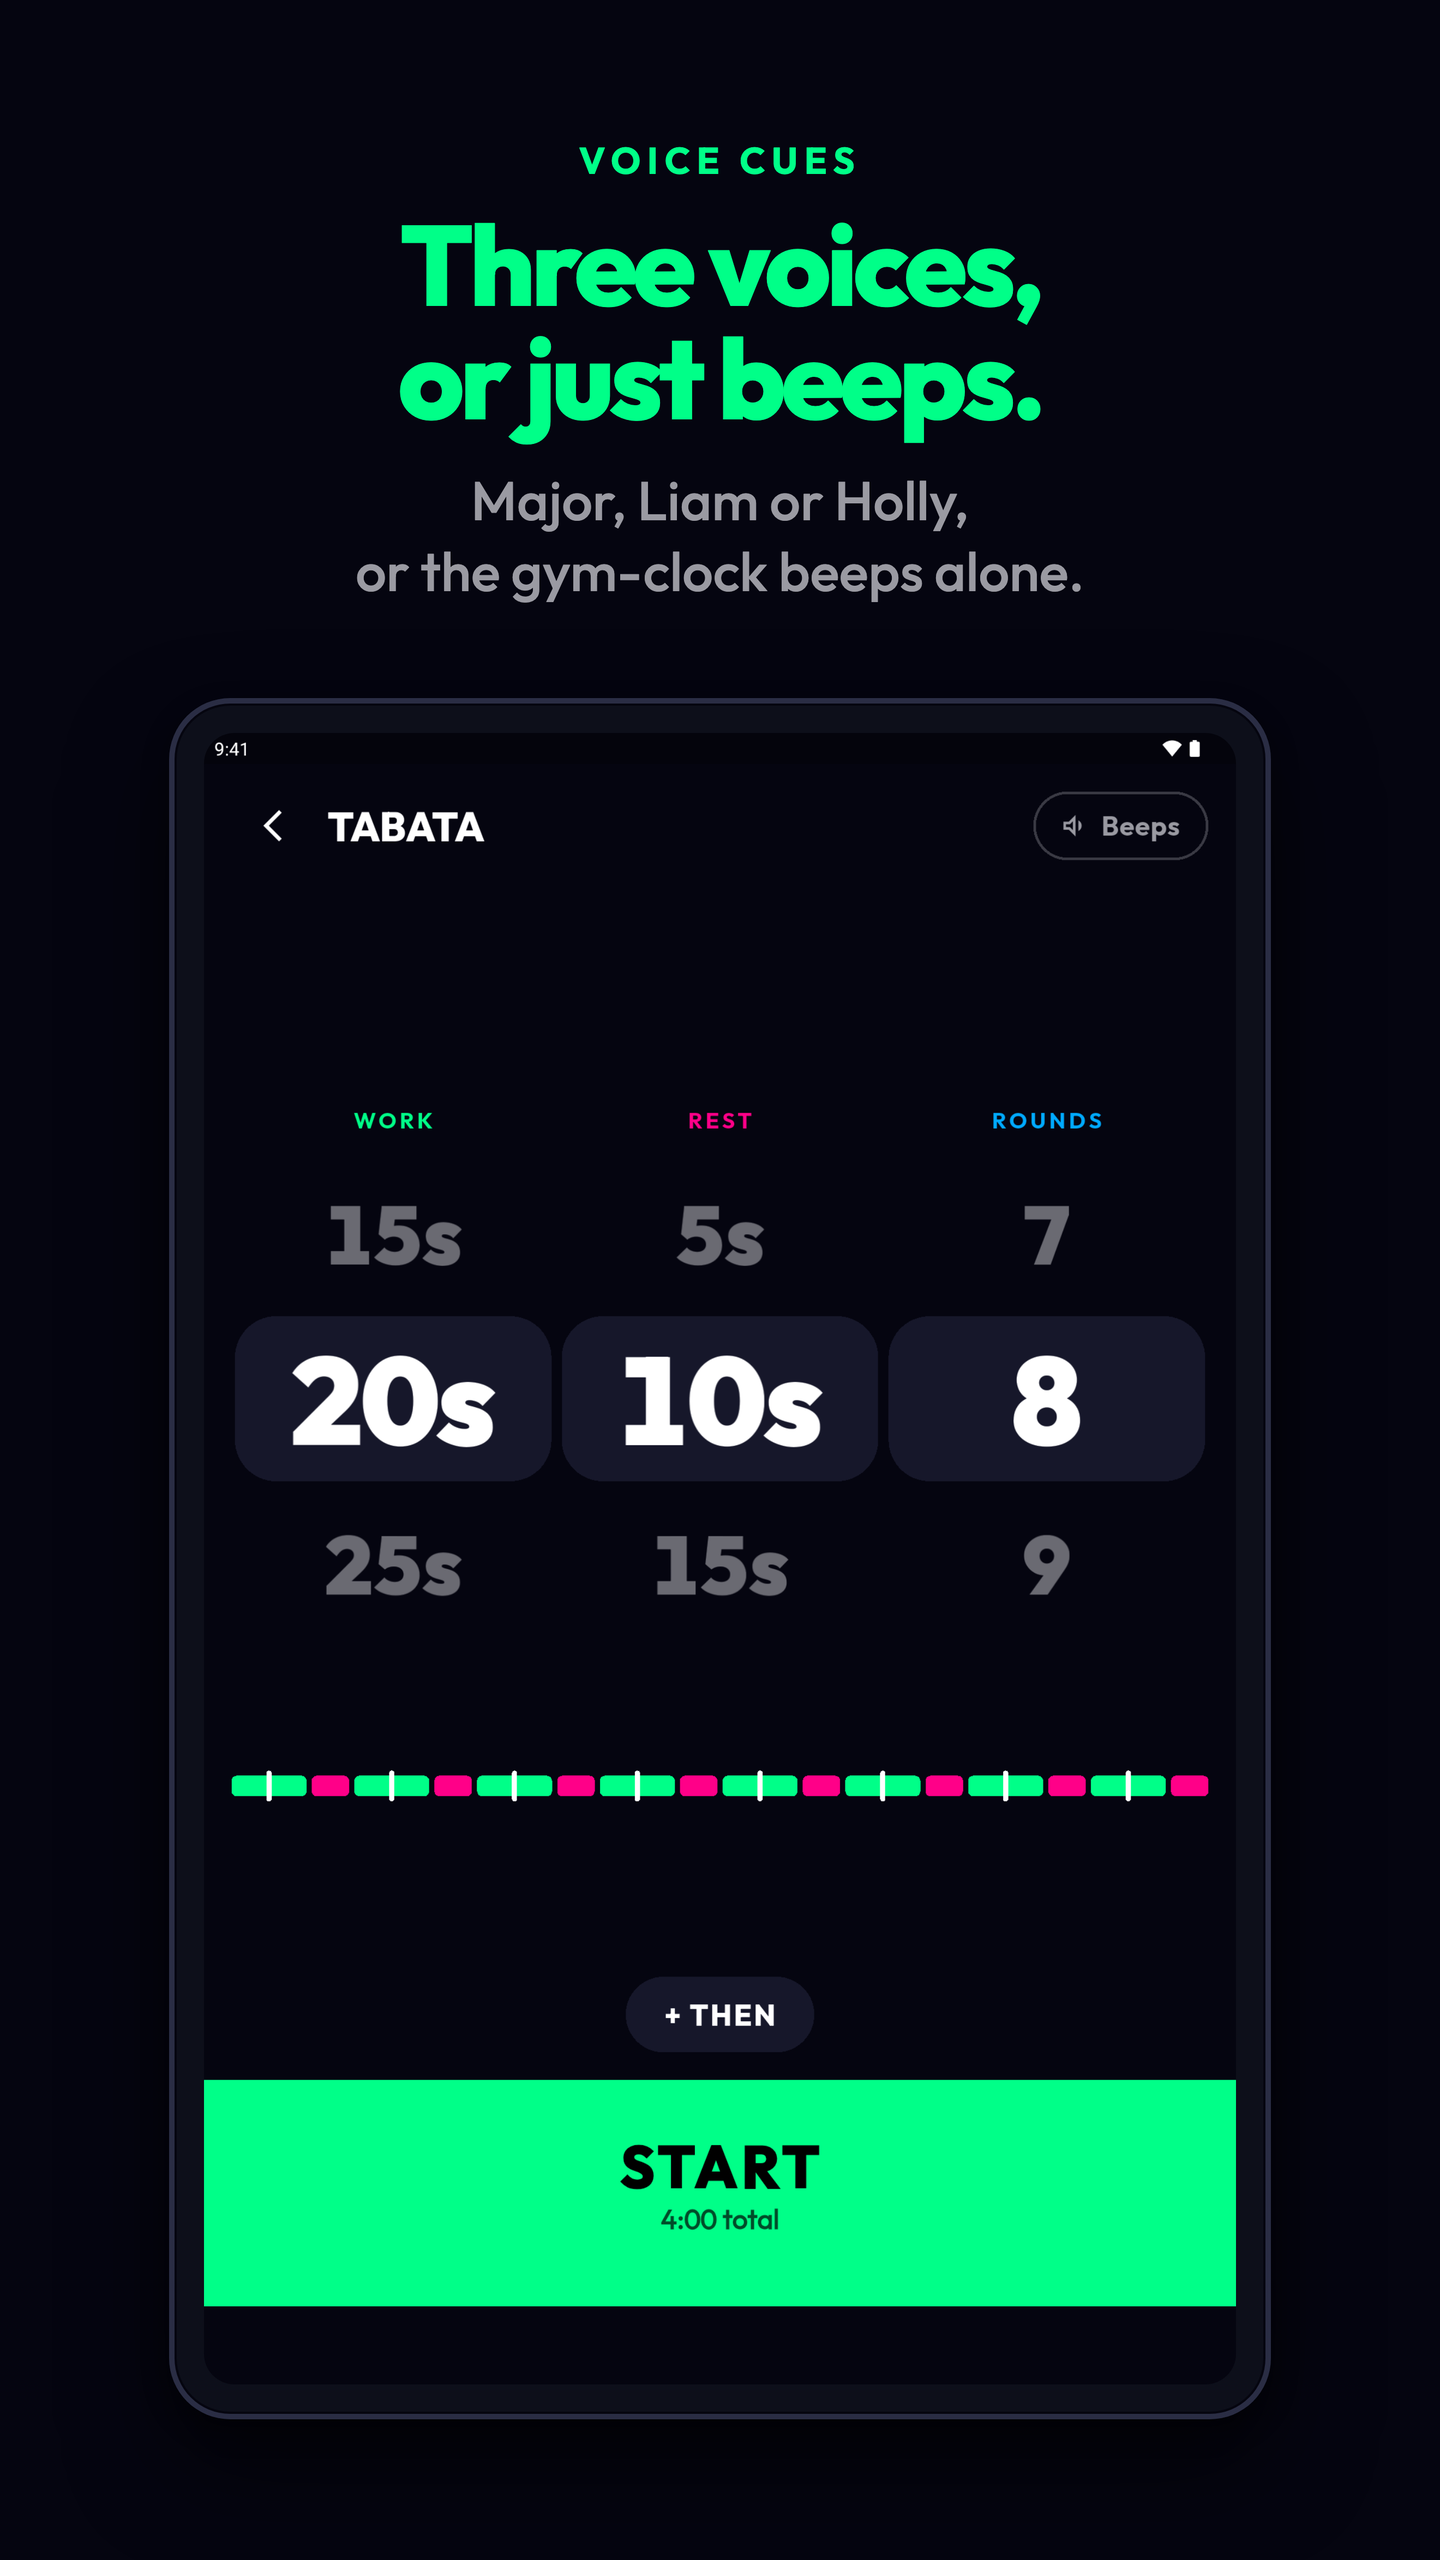 VOICE CUES
Three voices,
or just beeps.
Major, Liam or Holly,
or the gym-clock beeps alone.
9:41
TABATA
Beeps
WORK REST ROUNDS
15s 5s 7
20s 10s 8
25s 15s 9
+ THEN
START
4:00 total